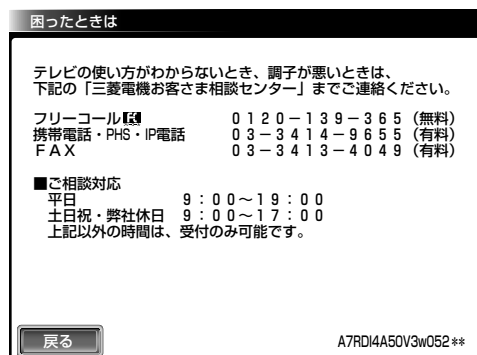 困ったときは
テレビの使い方がわからないとき、調子が悪いときは、
下記の「三菱電機お客さま相談センター」までご連絡ください。
フリーコール 0120-139-365(無料)
携帯電話・PHS・IP電話 03-3414-9655(有料)
FAX 03-3413-4049(有料)
■ご相談対応
平日 9:00~19:00
土日祝・弊社休日 9:00~17:00
上記以外の時間は、受付のみ可能です。
戻る A7RDI4A50V3w052**